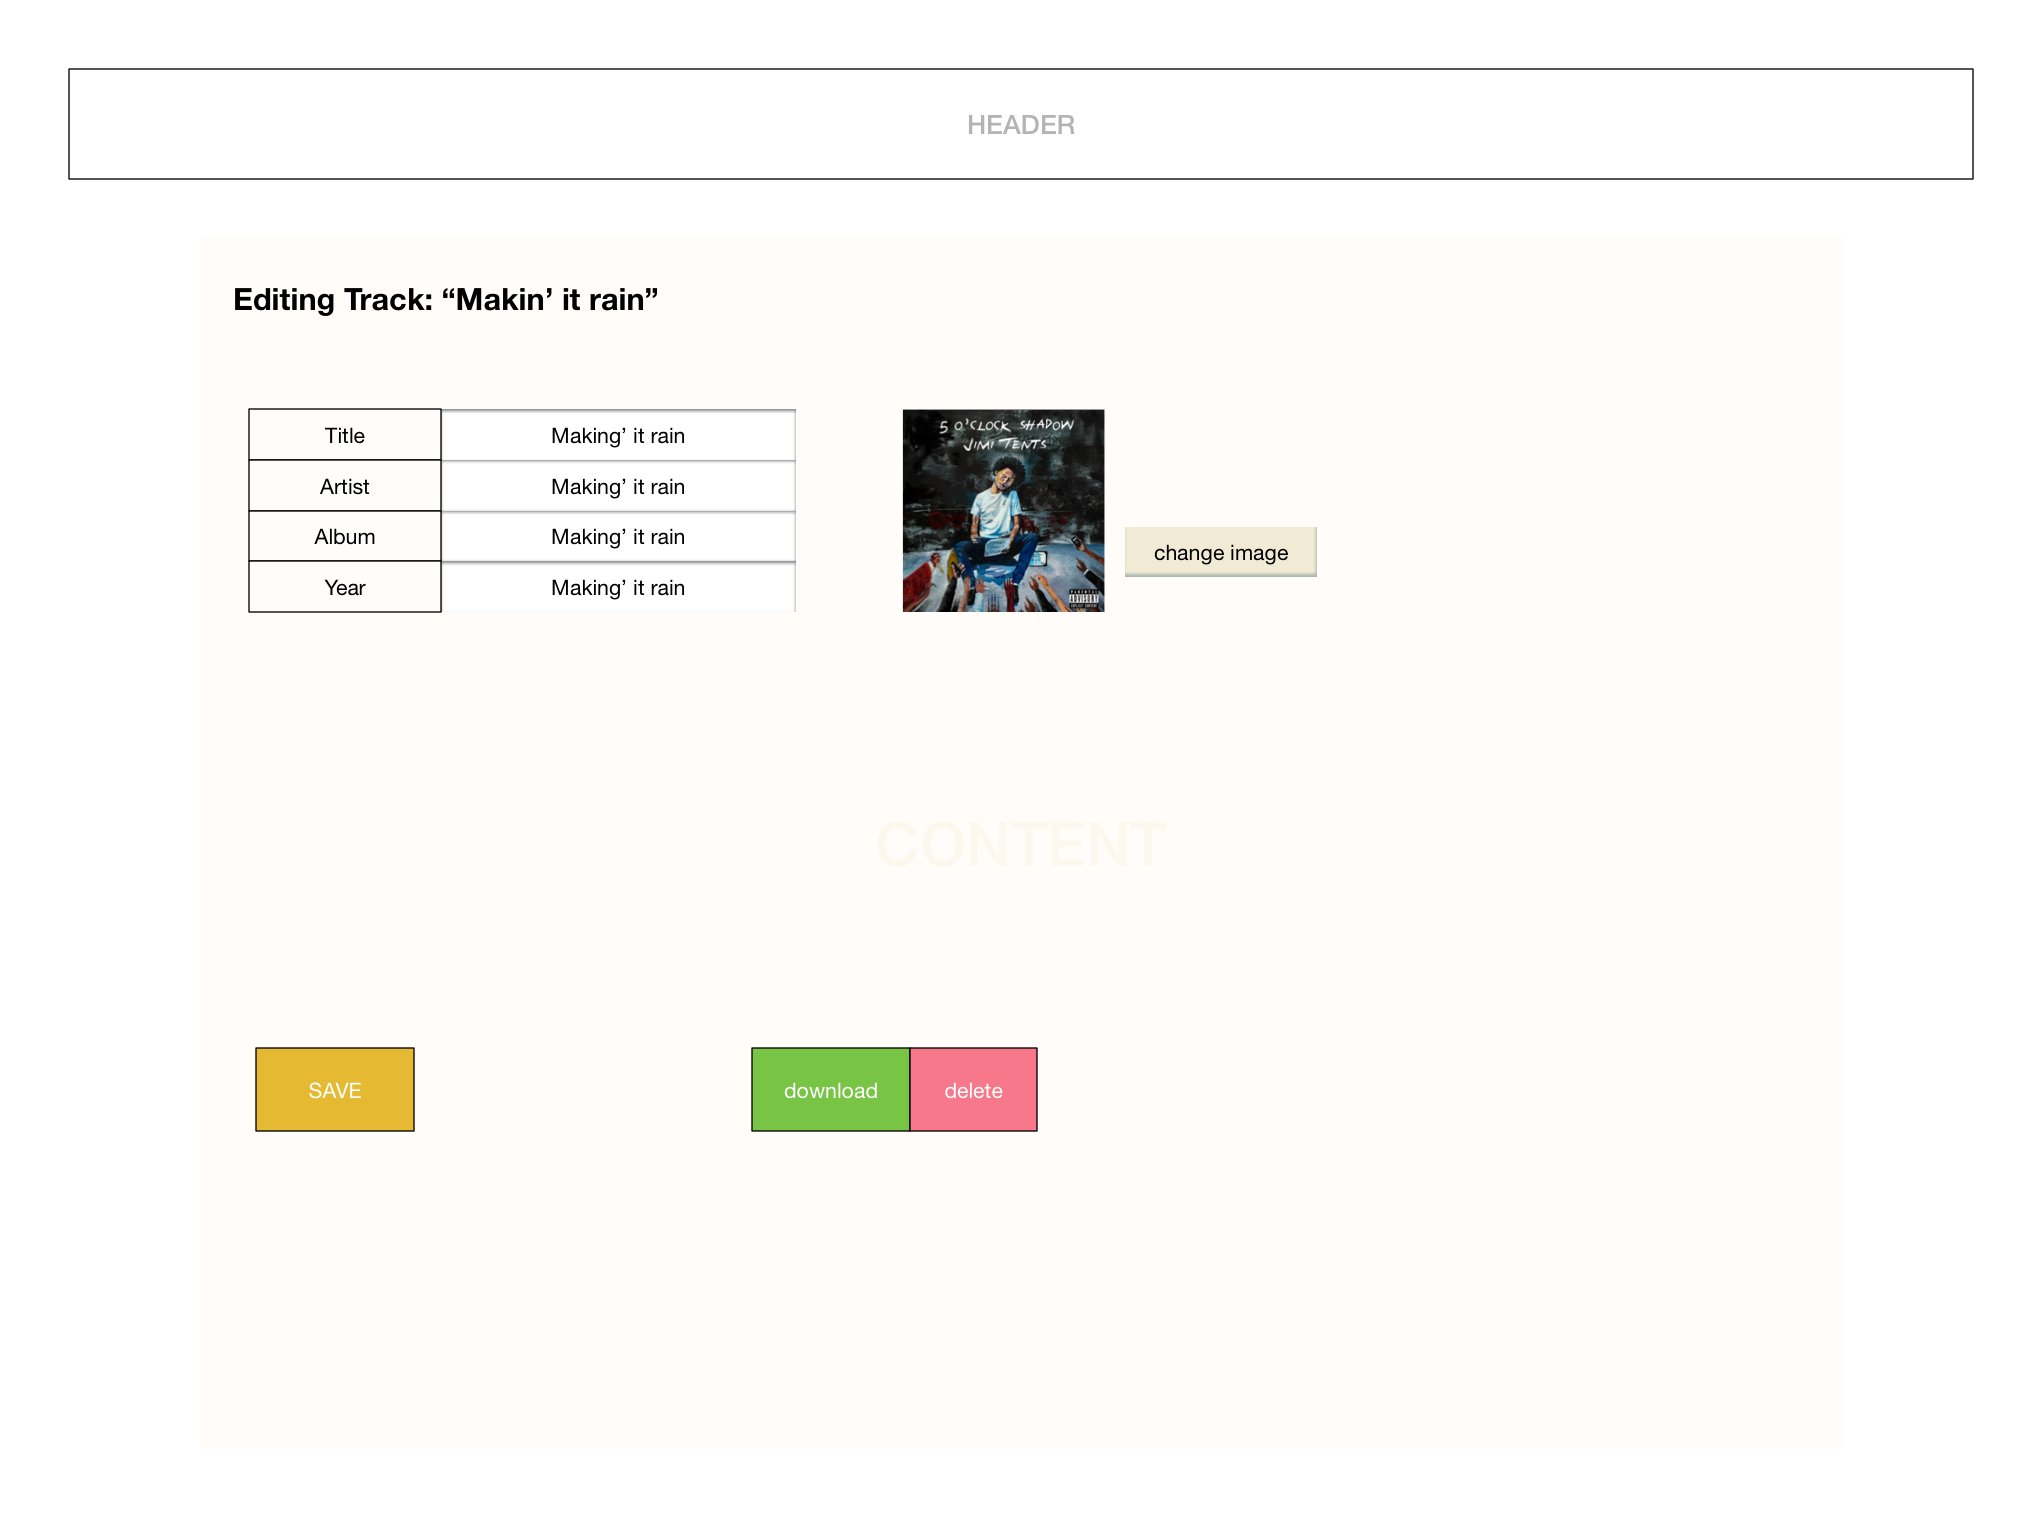 HEADER
Editing Track: “Makin’ it rain”
Title Making’ it rain
Artist Making’ it rain
Album Making’ it rain
Year Making’ it rain
5 O'CLOCK SHADOW
JIMI TENTS
PARENTAL
ADVISORY
EXPLICIT CONTENT
change image
CONTENT
SAVE download delete